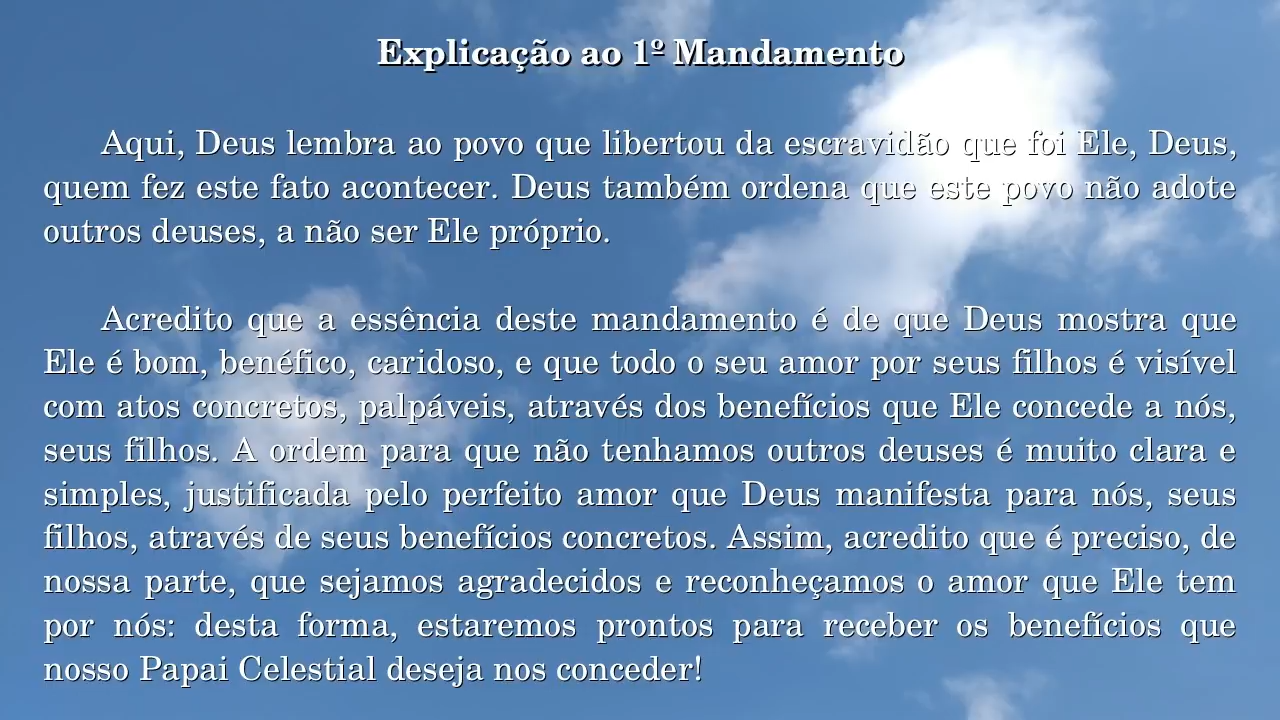 Explicação ao 1º Mandamento
Aqui, Deus lembra ao povo que libertou da escravidão que foi Ele, Deus,
quem fez este fato acontecer. Deus também ordena que este povo não adote
outros deuses, a não ser Ele próprio.
Acredito que a essência deste mandamento é de que Deus mostra que
Ele é bom, benéfico, caridoso, e que todo o seu amor por seus filhos é visível
com atos concretos, palpáveis, através dos benefícios que Ele concede a nós,
seus filhos. A ordem para que não tenhamos outros deuses é muito clara e
simples, justificada pelo perfeito amor que Deus manifesta para nós, seus
filhos, através de seus benefícios concretos. Assim, acredito que é preciso, de
nossa parte, que sejamos agradecidos e reconheçamos o amor que Ele tem
por nós: desta forma, estaremos prontos para receber os benefícios que
nosso Papai Celestial deseja nos conceder!